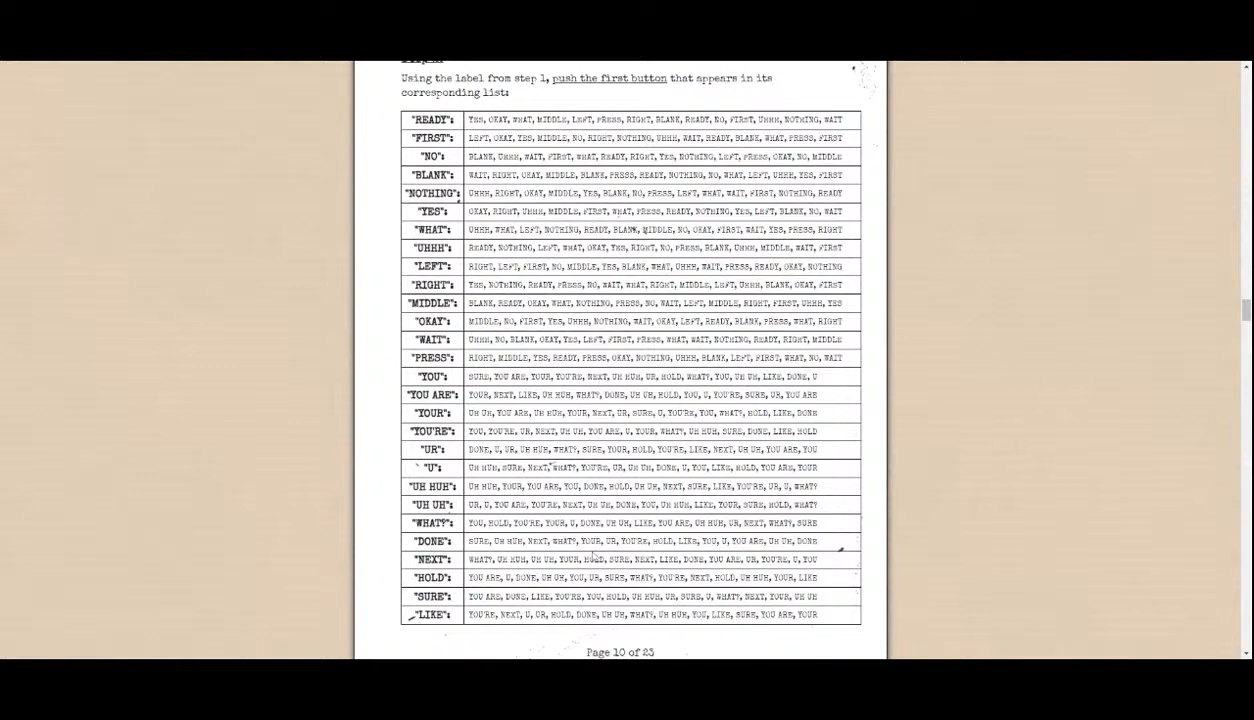 Using the label from step 1, push the first button that appears in its
corresponding list:
"READY": YES, OKAY, WHAT, MIDDLE, LEFT, PRESS, RIGHT, BLANK, READY, NO, FIRST, UHHH, NOTHING, WAIT
"FIRST": LEFT, OKAY, YES, MIDDLE, NO, RIGHT, NOTHING, UHHH, WAIT, READY, BLANK, WHAT, PRESS, FIRST
"NO": BLANK, UHHH, WAIT, FIRST, WHAT, READY, RIGHT, YES, NOTHING, LEFT, PRESS, OKAY, NO, MIDDLE
"BLANK": WAIT, RIGHT, OKAY, MIDDLE, BLANK, PRESS, READY, NOTHING, NO, WHAT, LEFT, UHHH, YES, FIRST
"NOTHING": UHHH, RIGHT, OKAY, MIDDLE, YES, BLANK, NO, PRESS, LEFT, WHAT, WAIT, FIRST, NOTHING, READY
"YES": OKAY, RIGHT, UHHH, MIDDLE, FIRST, WHAT, PRESS, READY, NOTHING, YES, LEFT, BLANK, NO, WAIT
"WHAT": UHHH, WHAT, LEFT, NOTHING, READY, BLANK, MIDDLE, NO, OKAY, FIRST, WAIT, YES, PRESS, RIGHT
"UHHH": READY, NOTHING, LEFT, WHAT, OKAY, YES, RIGHT, NO, PRESS, BLANK, UHHH, MIDDLE, WAIT, FIRST
"LEFT": RIGHT, LEFT, FIRST, NO, MIDDLE, YES, BLANK, WHAT, UHHH, WAIT, PRESS, READY, OKAY, NOTHING
"RIGHT": YES, NOTHING, READY, PRESS, NO, WAIT, WHAT, RIGHT, MIDDLE, LEFT, UHHH, BLANK, OKAY, FIRST
"MIDDLE": BLANK, READY, OKAY, WHAT, NOTHING, PRESS, NO, WAIT, LEFT, MIDDLE, RIGHT, FIRST, UHHH, YES
"OKAY": MIDDLE, NO, FIRST, YES, UHHH, NOTHING, WAIT, OKAY, LEFT, READY, BLANK, PRESS, WHAT, RIGHT
"WAIT": UHHH, NO, BLANK, OKAY, YES, LEFT, FIRST, PRESS, WHAT, WAIT, NOTHING, READY, RIGHT, MIDDLE
"PRESS": RIGHT, MIDDLE, YES, READY, PRESS, OKAY, NOTHING, UHHH, BLANK, LEFT, FIRST, WHAT, NO, WAIT
"YOU": SURE, YOU ARE, YOUR, YOU'RE, NEXT, UH HUH, UR, HOLD, WHAT?, YOU, UH UH, LIKE, DONE, U
"YOU ARE": YOUR, NEXT, LIKE, UH HUH, WHAT?, DONE, UH UH, HOLD, YOU, U, YOU'RE, SURE, UR, YOU ARE
"YOUR": UH UH, YOU ARE, UH HUH, YOUR, NEXT, UR, SURE, U, YOU'RE, YOU, WHAT?, HOLD, LIKE, DONE
"YOU'RE": YOU, YOU'RE, UR, NEXT, UH UH, YOU ARE, U, YOUR, WHAT?, UH HUH, SURE, DONE, LIKE, HOLD
"UR": DONE, U, UR, UH HUH, WHAT?, SURE, YOUR, HOLD, YOU'RE, LIKE, NEXT, UH UH, YOU ARE, YOU
"U": UH HUH, SURE, NEXT, WHAT?, YOU'RE, UR, UH UH, DONE, U, YOU, LIKE, HOLD, YOU ARE, YOUR
"UH HUH": UH HUH, YOUR, YOU ARE, YOU, DONE, HOLD, UH UH, NEXT, SURE, LIKE, YOU'RE, UR, U, WHAT?
"UH UH": UR, U, YOU ARE, YOU'RE, NEXT, UH UH, DONE, YOU, UH HUH, LIKE, YOUR, SURE, HOLD, WHAT?
"WHAT?": YOU, HOLD, YOU'RE, YOUR, U, DONE, UH UH, LIKE, YOU ARE, UH HUH, UR, NEXT, WHAT?, SURE
"DONE": SURE, UH HUH, NEXT, WHAT?, YOUR, UR, YOU'RE, HOLD, LIKE, YOU, U, YOU ARE, UH UH, DONE
"NEXT": WHAT?, UH HUH, UH UH, YOUR, HOLD, SURE, NEXT, LIKE, DONE, YOU ARE, UR, YOU'RE, U, YOU
"HOLD": YOU ARE, U, DONE, UH UH, YOU, UR, SURE, WHAT?, YOU'RE, NEXT, HOLD, UH HUH, YOUR, LIKE
"SURE": YOU ARE, DONE, LIKE, YOU'RE, YOU, HOLD, UH HUH, UR, SURE, U, WHAT?, NEXT, YOUR, UH UH
"LIKE": YOU'RE, NEXT, U, UR, HOLD, DONE, UH UH, WHAT?, UH HUH, YOU, LIKE, SURE, YOU ARE, YOUR
Page 10 of 23